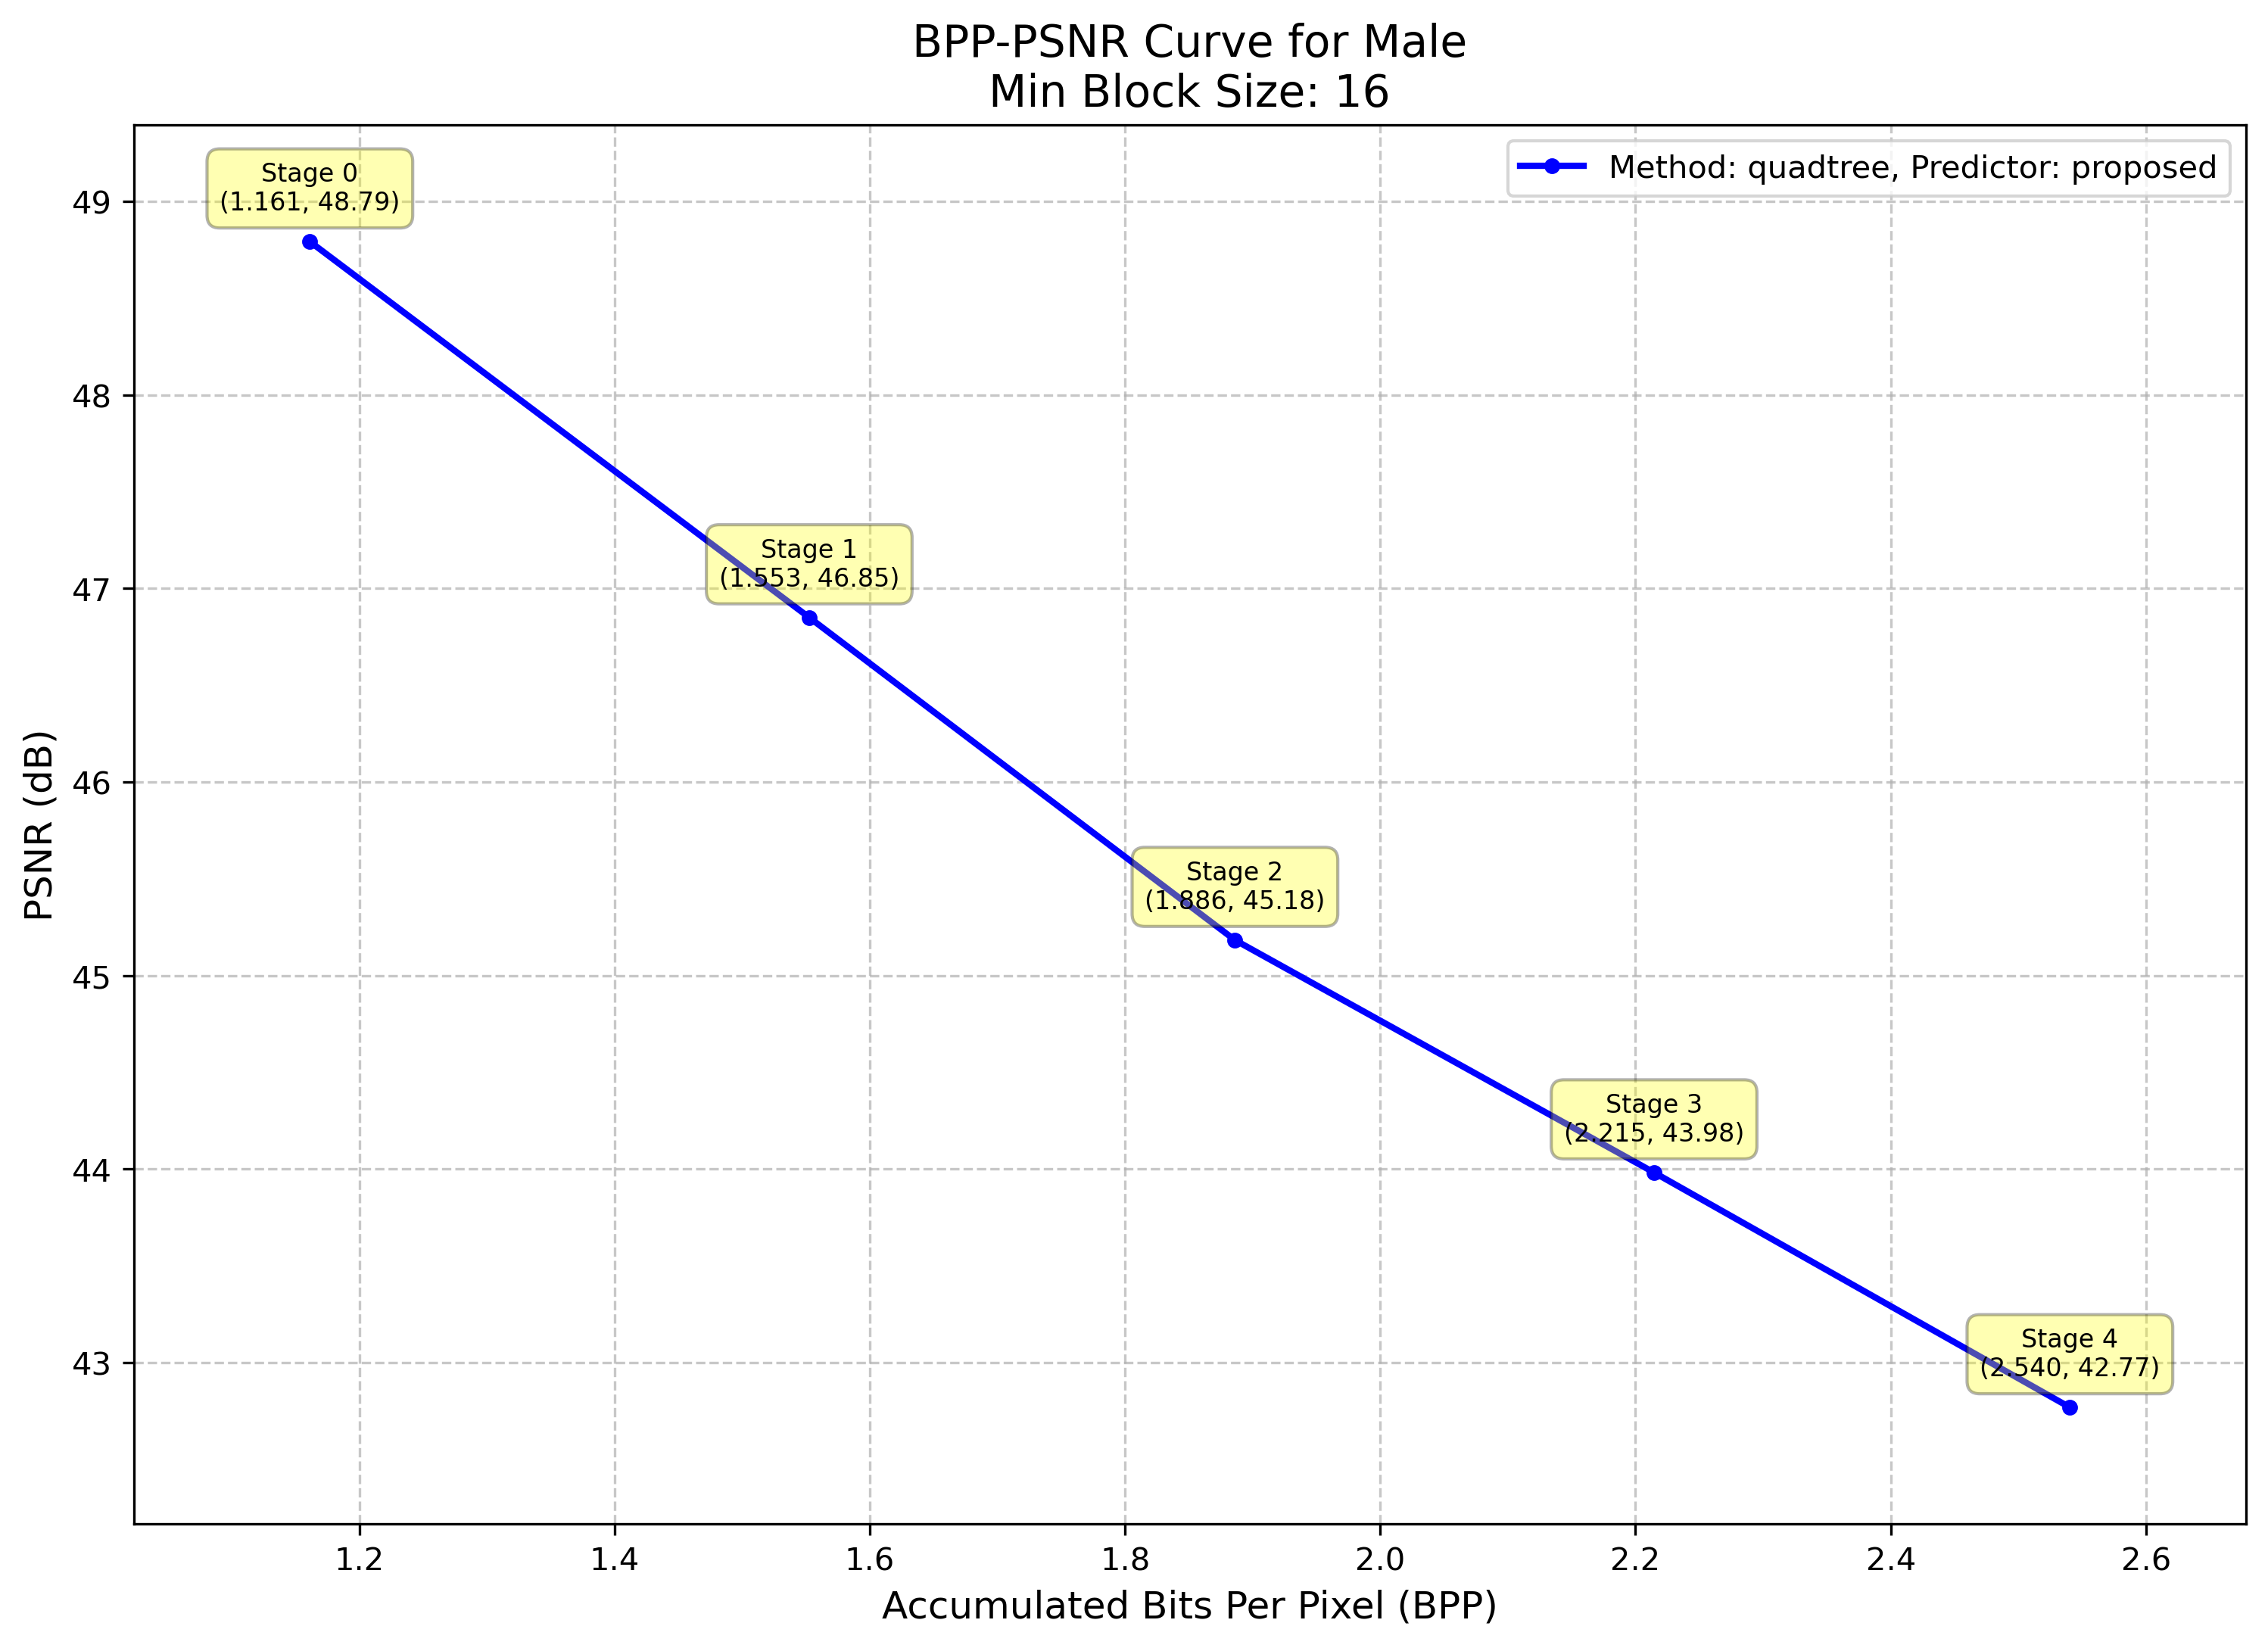 BPP-PSNR Curve for Male
Min Block Size: 16
Method: quadtree, Predictor: proposed
Stage 0
(1.161, 48.79)
Stage 1
(1.553, 46.85)
Stage 2
(1.886, 45.18)
Stage 3
(2.215, 43.98)
Stage 4
(2.540, 42.77)
PSNR (dB)
49
48
47
46
45
44
43
1.2
1.4
1.6
1.8
2.0
2.2
2.4
2.6
Accumulated Bits Per Pixel (BPP)